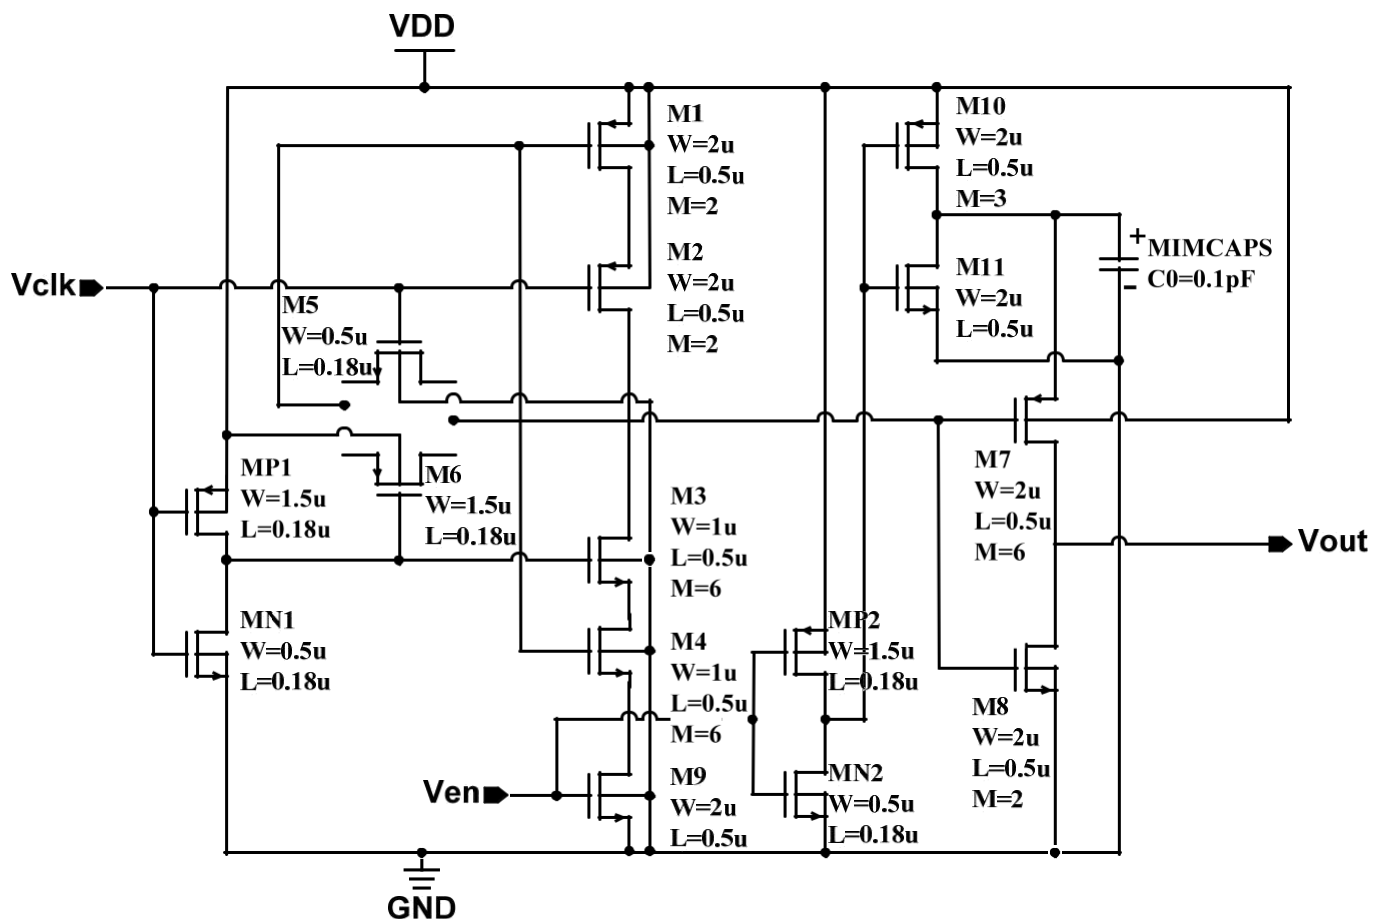 VDD
M1
W=2u
L=0.5u
M=2
M10
W=2u
L=0.5u
M=3
M2
W=2u
L=0.5u
M=2
M11
W=2u
L=0.5u
+
MIMCAPS
C0=0.1pF
-
Vclk
M5
W=0.5u
L=0.18u
MP1
W=1.5u
L=0.18u
M6
W=1.5u
L=0.18u
M3
W=1u
L=0.5u
M=6
M7
W=2u
L=0.5u
M=6
Vout
MN1
W=0.5u
L=0.18u
M4
W=1u
L=0.5u
M=6
MP2
W=1.5u
L=0.18u
M8
W=2u
L=0.5u
M=2
Ven
M9
W=2u
L=0.5u
MN2
W=0.5u
L=0.18u
GND